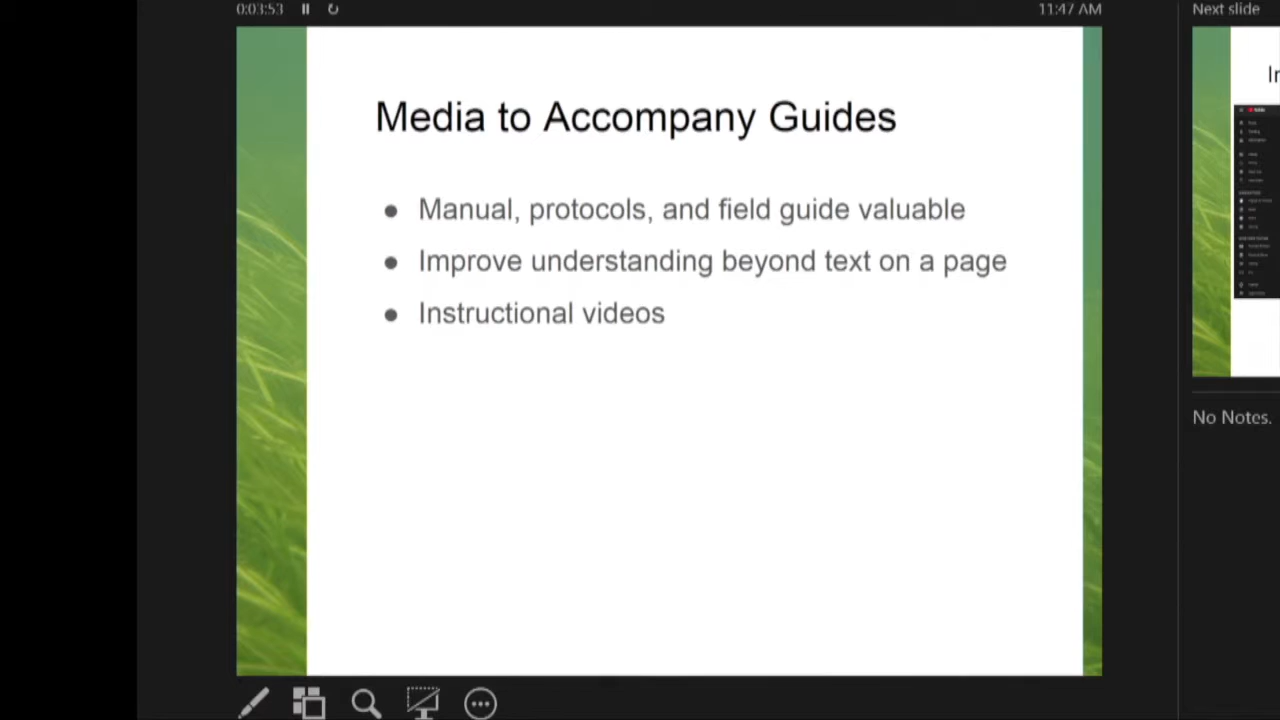 0:03:53
11:47 AM
Next slide
Media to Accompany Guides
● Manual, protocols, and field guide valuable
● Improve understanding beyond text on a page
● Instructional videos
No Notes.